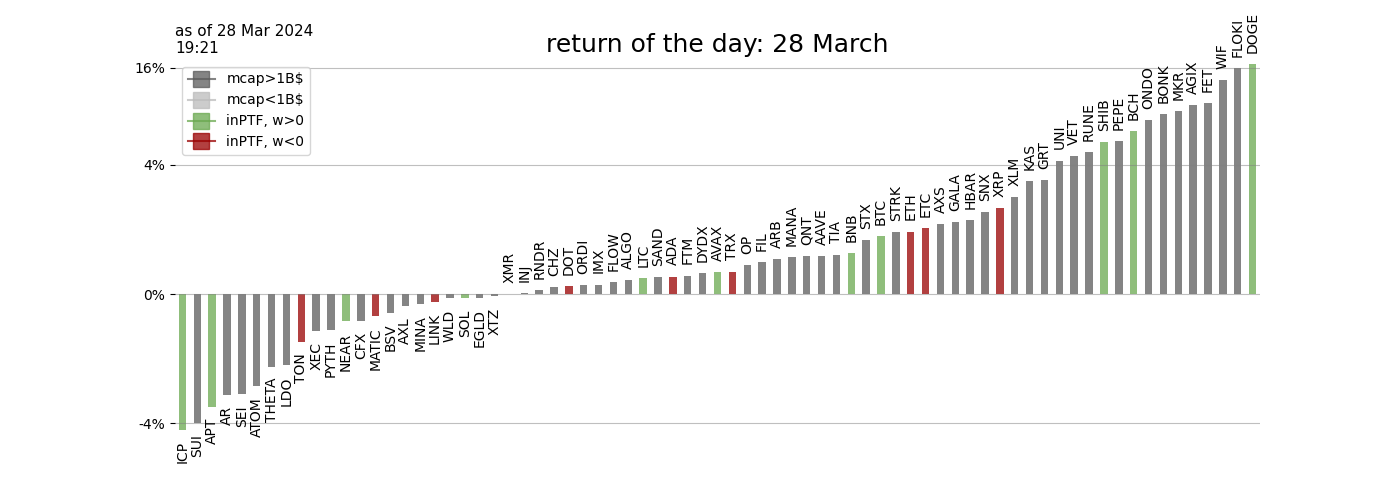 as of 28 Mar 2024
19:21
return of the day: 28 March
16%
4%
0%
-4%
mcap>1B$
mcap<1B$
inPTF, w>0
inPTF, w<0
ICP
SUI
APT
AR
SEI
ATOM
THETA
LDO
TON
XEC
PYTH
NEAR
CFX
MATIC
BSV
AXL
MINA
LINK
WLD
SOL
EGLD
XTZ
XMR
INJ
RNDR
CHZ
DOT
ORDI
IMX
FLOW
ALGO
LTC
SAND
ADA
FTM
DYDX
AVAX
TRX
OP
FIL
ARB
MANA
QNT
AAVE
TIA
BNB
STX
BTC
STRK
ETH
ETC
AXS
GALA
HBAR
SNX
XRP
XLM
KAS
GRT
UNI
VET
RUNE
SHIB
PEPE
BCH
ONDO
BONK
MKR
AGIX
FET
WIF
FLOKI
DOGE